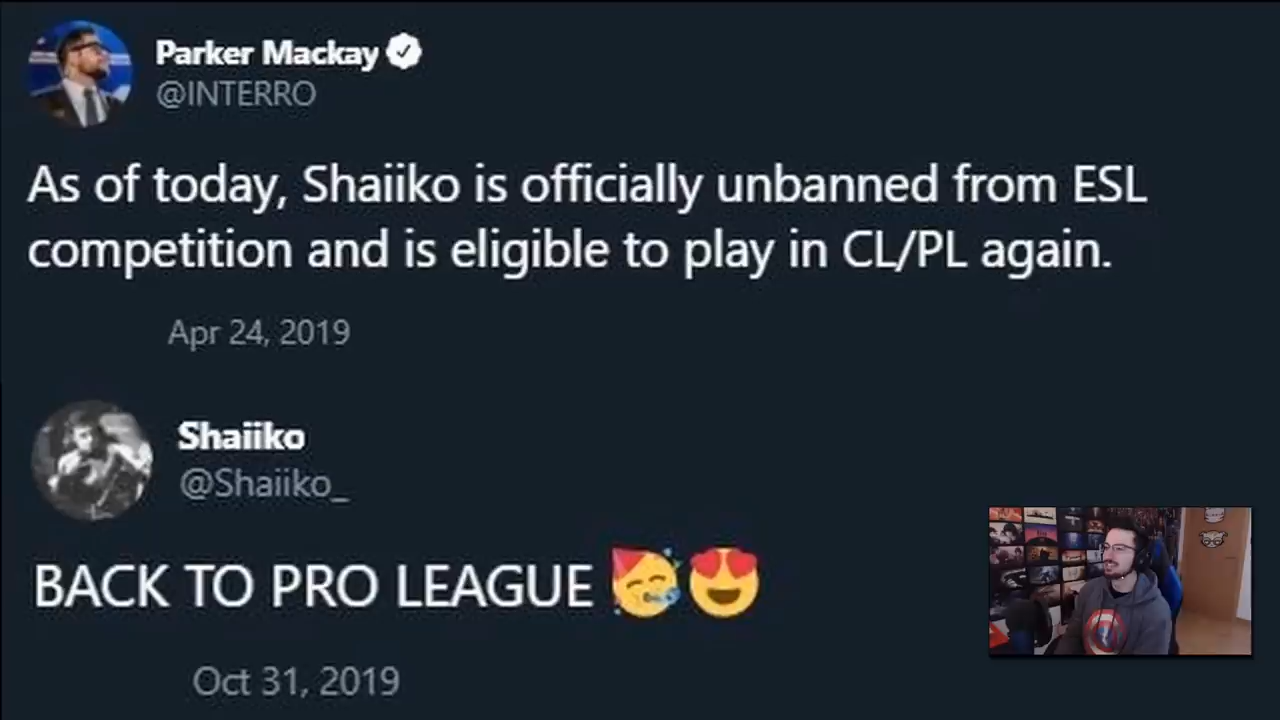 Parker Mackay
@INTERRO
As of today, Shaiiko is officially unbanned from ESL
competition and is eligible to play in CL/PL again.
Apr 24, 2019
Shaiiko
@Shaiiko_
BACK TO PRO LEAGUE 🥳😍
Oct 31, 2019